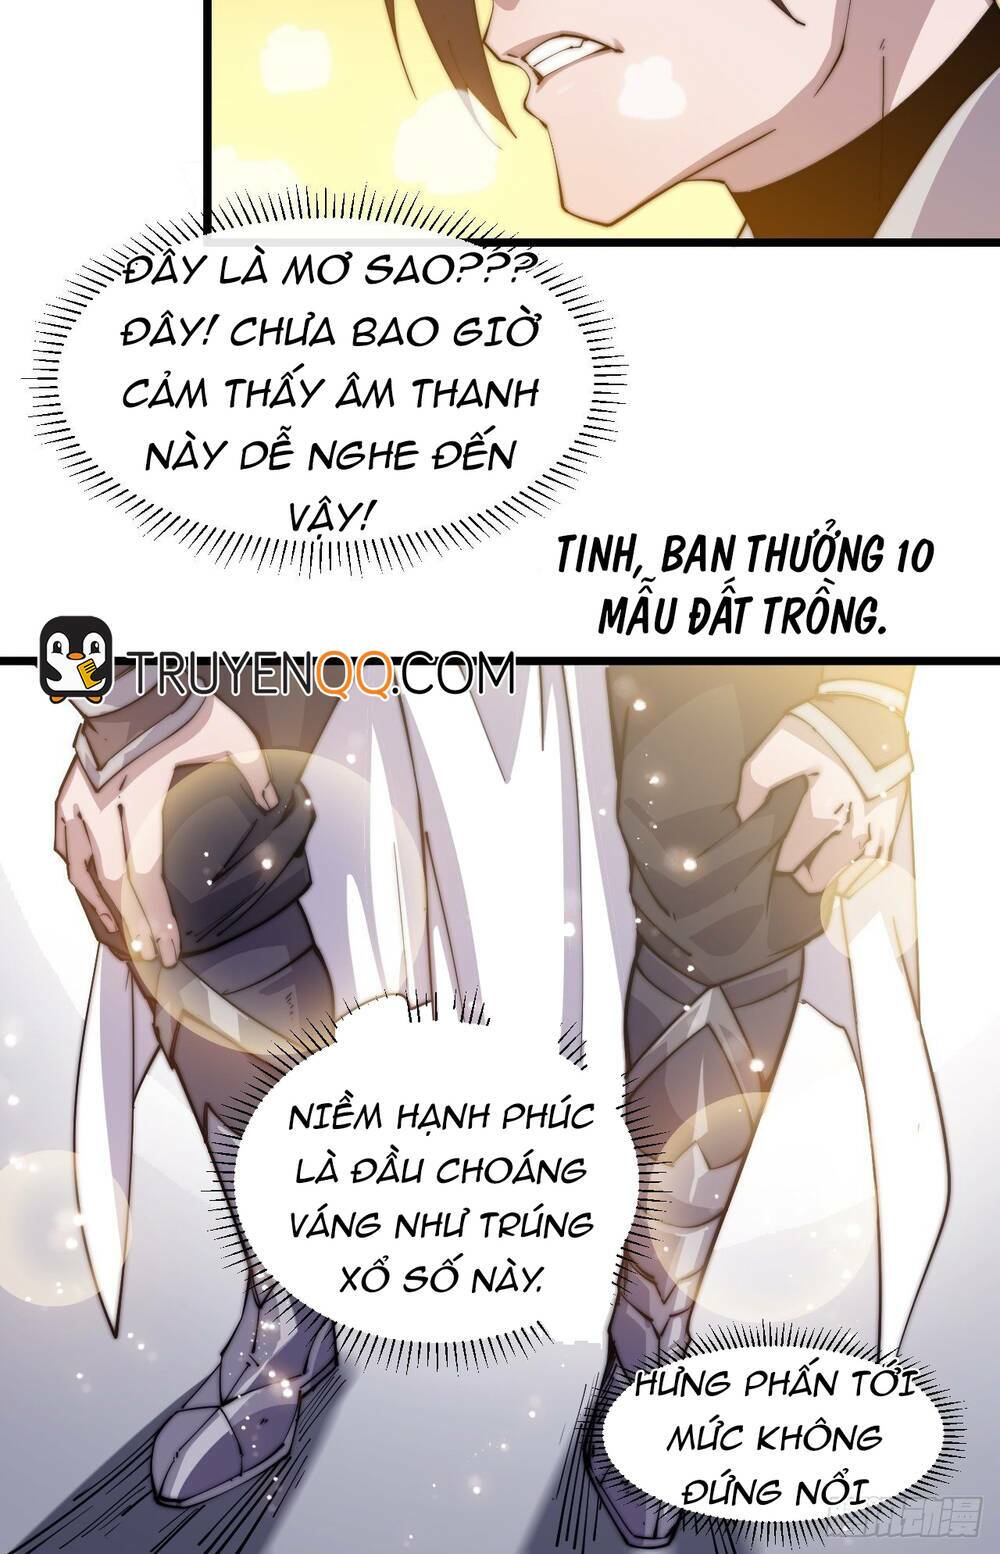 ĐÂY LÀ MƠ SAO???
ĐÂY! CHƯA BAO GIỜ
CẢM THẤY ÂM THANH
NÀY DỄ NGHE ĐẾN
VẬY!
TINH, BAN THƯỞNG 10
MẪU ĐẤT TRỒNG.
TRUYENQQ.COM
NIỀM HẠNH PHÚC
LÀ ĐẦU CHOÁNG
VÁNG NHƯ TRÚNG
XỔ SỐ NÀY.
HƯNG PHẤN TỚI
MỨC KHÔNG
ĐỨNG NỔI